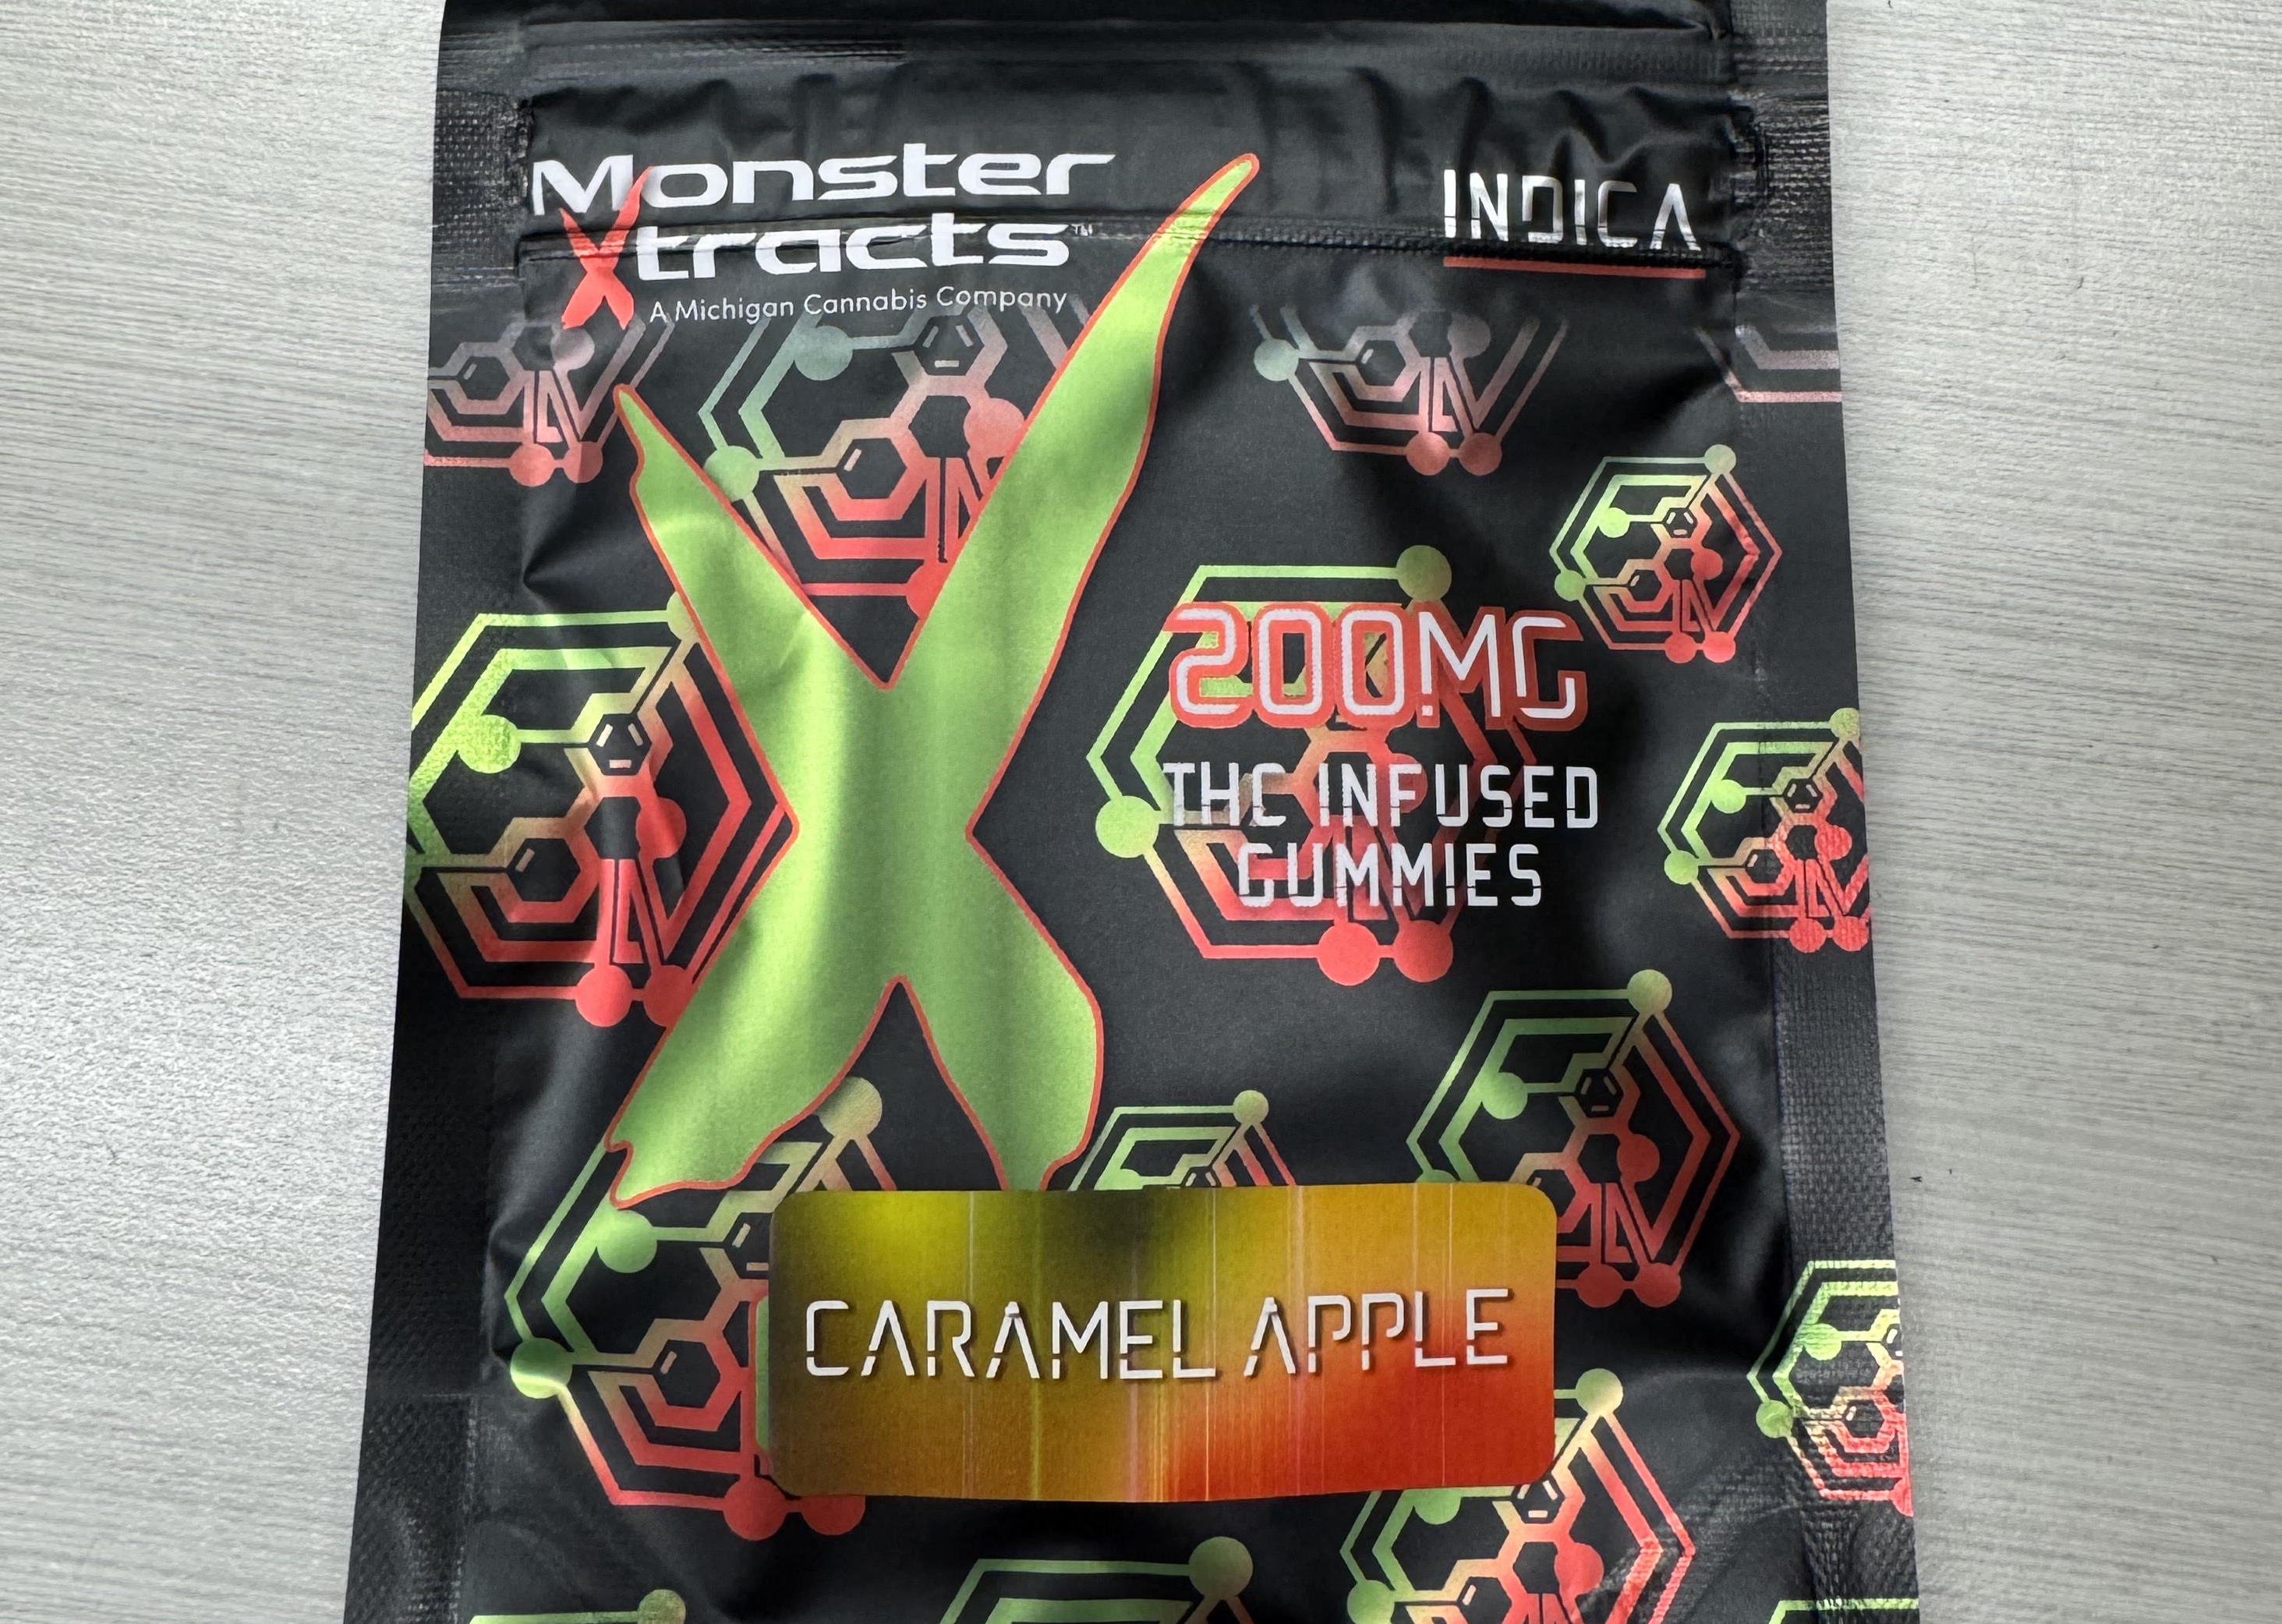 Monster
Xtracts™
A Michigan Cannabis Company
INDICA
200MG
THC INFUSED
GUMMIES
CARAMEL APPLE